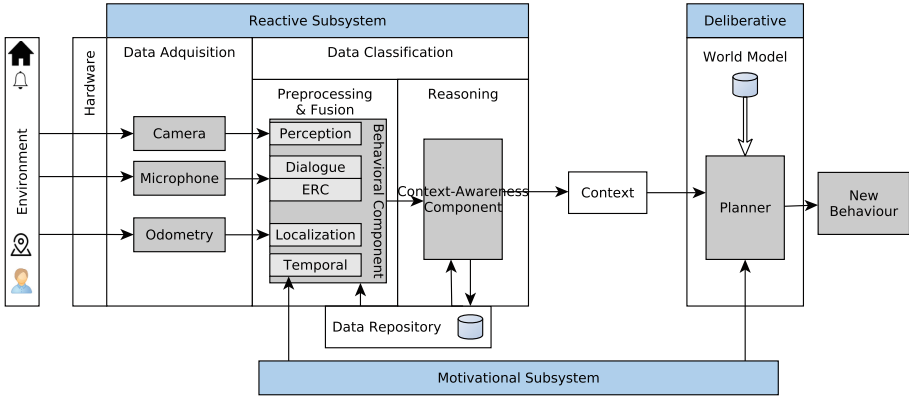 Reactive Subsystem
Deliberative
Environment
Hardware
Data Adquisition
Data Classification
World Model
Preprocessing
& Fusion
Reasoning
Camera
Microphone
Odometry
Perception
Dialogue
ERC
Localization
Temporal
Behavioral Component
Context-Awareness
Component
Context
Planner
New
Behaviour
Data Repository
Motivational Subsystem